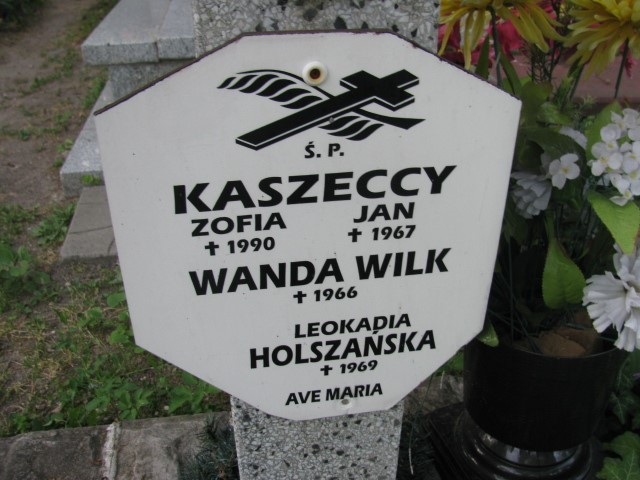 Ś. P.
KASZECCY
ZOFIA JAN
✝ 1990 ✝ 1967
WANDA WILK
✝ 1966
LEOKADIA
HOLSZAŃSKA
✝ 1969
AVE MARIA